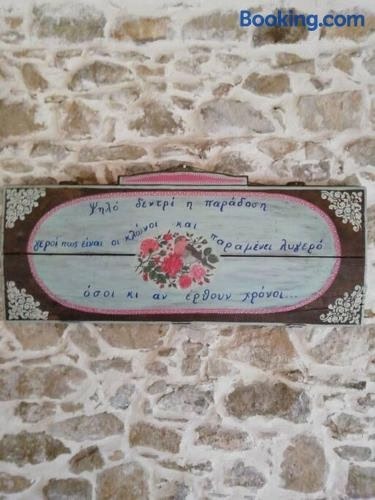 Booking.com
Ψηλό δεντρί η παράδοση
γεροί πως είναι οι κλώνοι και παραμένει λυγερό
όσοι κι αν έρθουν χρόνοι...